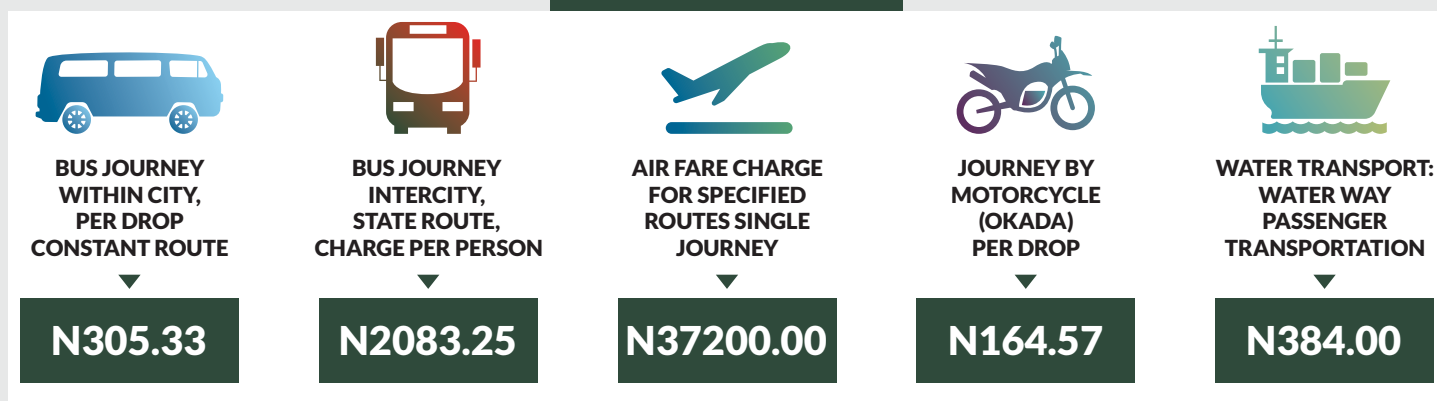 BUS JOURNEY
WITHIN CITY,
PER DROP
CONSTANT ROUTE
N305.33
BUS JOURNEY
INTERCITY,
STATE ROUTE,
CHARGE PER PERSON
N2083.25
AIR FARE CHARGE
FOR SPECIFIED
ROUTES SINGLE
JOURNEY
N37200.00
JOURNEY BY
MOTORCYCLE
(OKADA)
PER DROP
N164.57
WATER TRANSPORT:
WATER WAY
PASSENGER
TRANSPORTATION
N384.00